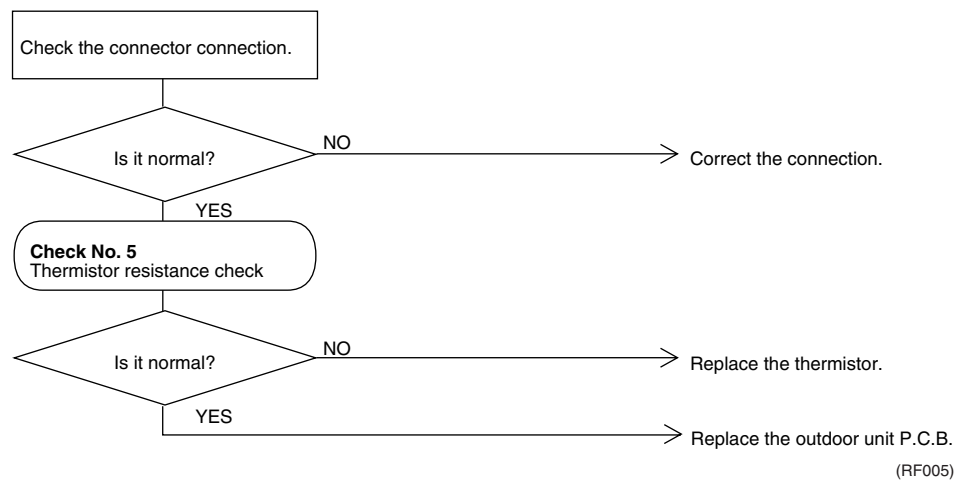 Check the connector connection.
Is it normal?
NO
Correct the connection.
YES
Check No. 5
Thermistor resistance check
Is it normal?
NO
Replace the thermistor.
YES
Replace the outdoor unit P.C.B.
(RF005)